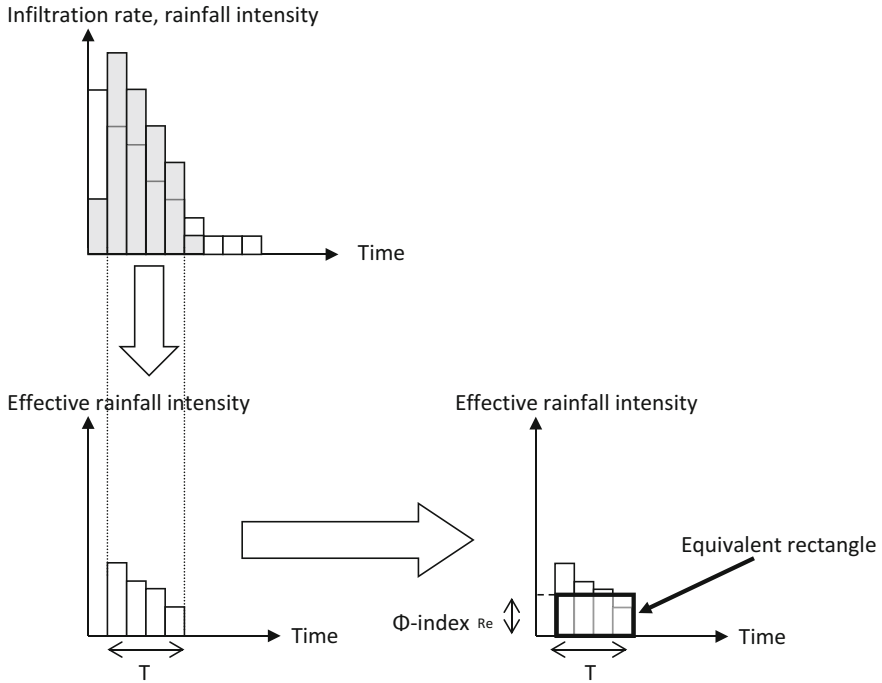 Infiltration rate, rainfall intensity
Time
Effective rainfall intensity
Time
T
Effective rainfall intensity
Equivalent rectangle
Φ-index Re
Time
T